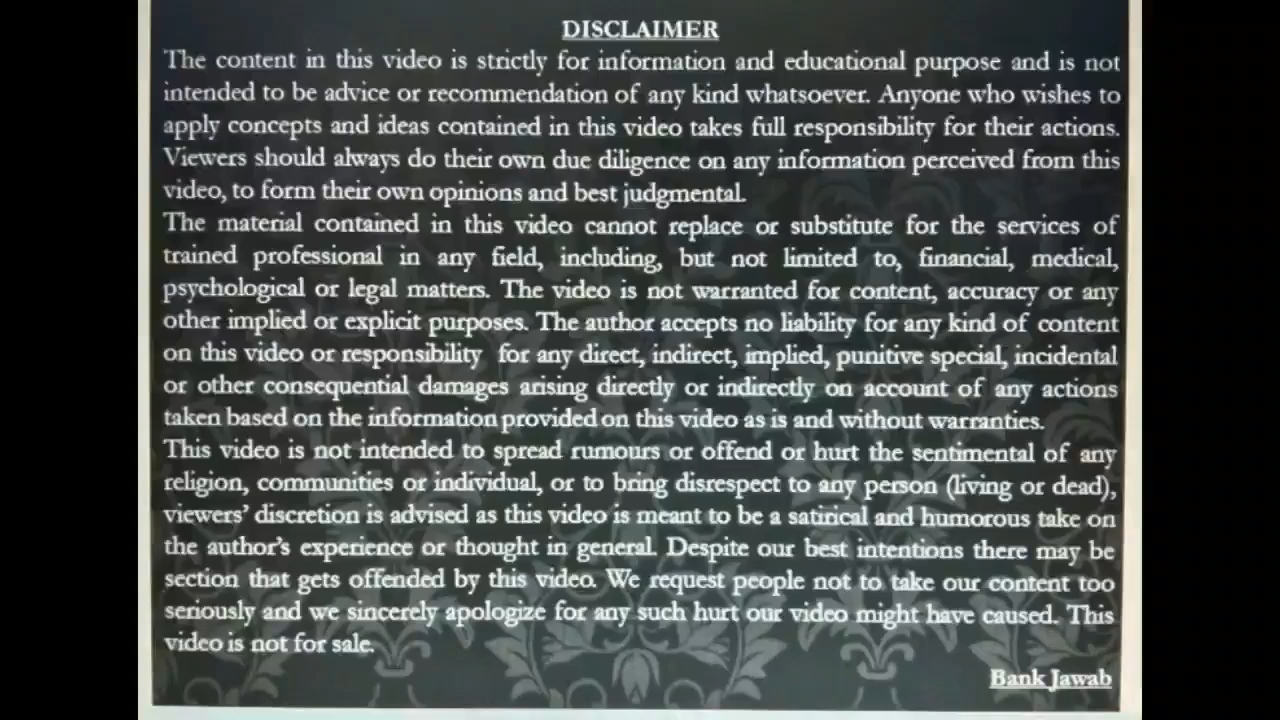 DISCLAIMER
The content in this video is strictly for information and educational purpose and is not
intended to be advice or recommendation of any kind whatsoever. Anyone who wishes to
apply concepts and ideas contained in this video takes full responsibility for their actions.
Viewers should always do their own due diligence on any information perceived from this
video, to form their own opinions and best judgmental.
The material contained in this video cannot replace or substitute for the services of
trained professional in any field, including, but not limited to, financial, medical,
psychological or legal matters. The video is not warranted for content, accuracy or any
other implied or explicit purposes. The author accepts no liability for any kind of content
on this video or responsibility for any direct, indirect, implied, punitive special, incidental
or other consequential damages arising directly or indirectly on account of any actions
taken based on the information provided on this video as is and without warranties.
This video is not intended to spread rumours or offend or hurt the sentimental of any
religion, communities or individual, or to bring disrespect to any person (living or dead),
viewers' discretion is advised as this video is meant to be a satirical and humorous take on
the author's experience or thought in general. Despite our best intentions there may be
section that gets offended by this video. We request people not to take our content too
seriously and we sincerely apologize for any such hurt our video might have caused. This
video is not for sale.
Bank Jawab